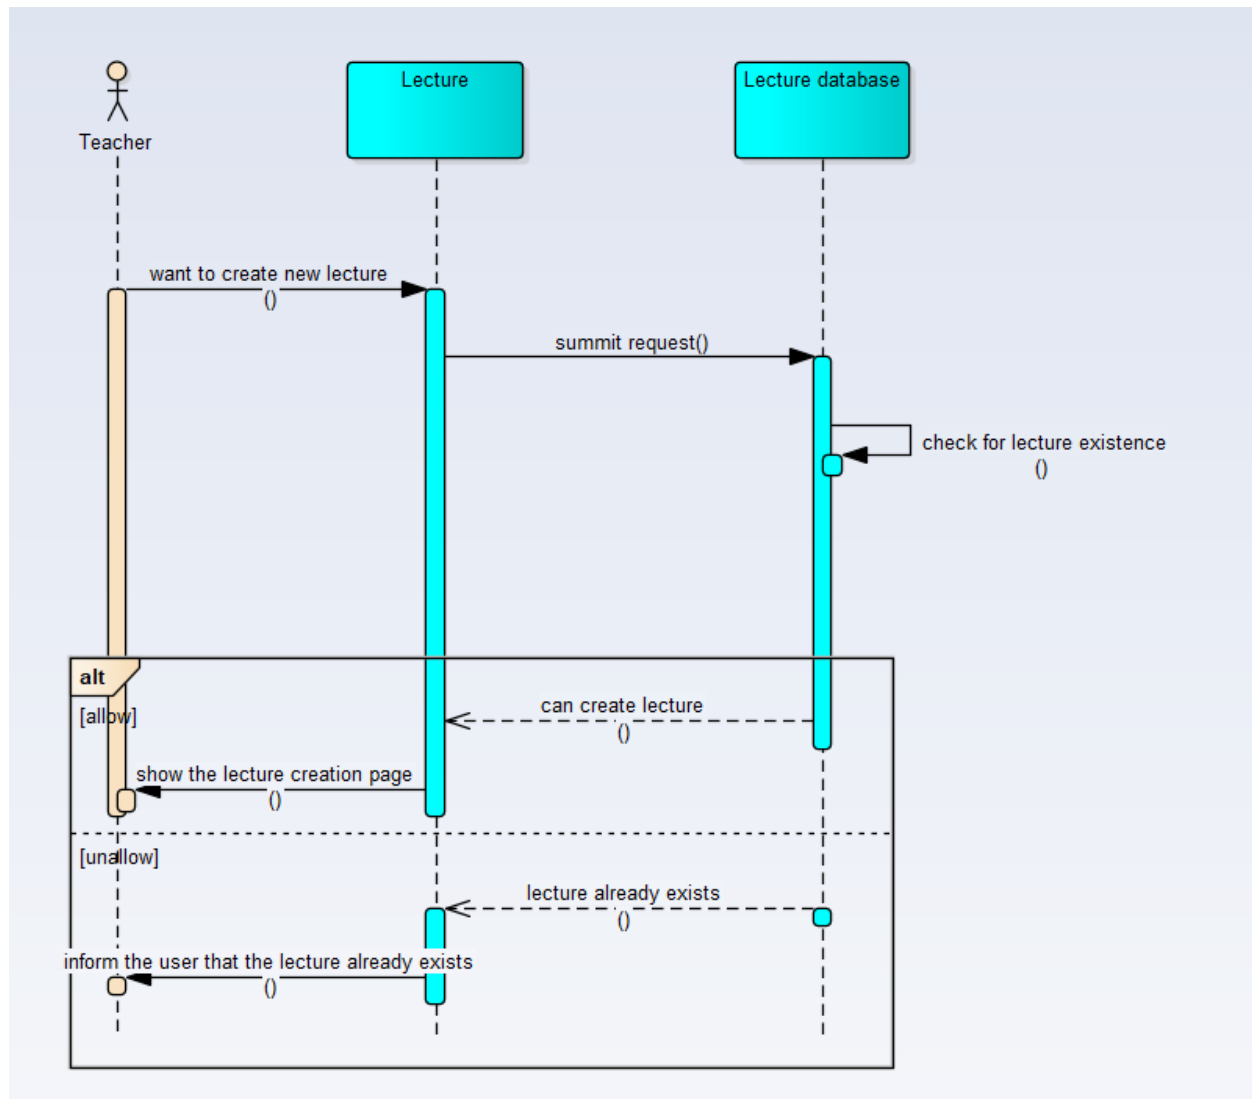 Teacher
Lecture
Lecture database
want to create new lecture
()
summit request()
check for lecture existence
()
alt
[allow]
can create lecture
()
show the lecture creation page
()
[unallow]
lecture already exists
()
inform the user that the lecture already exists
()